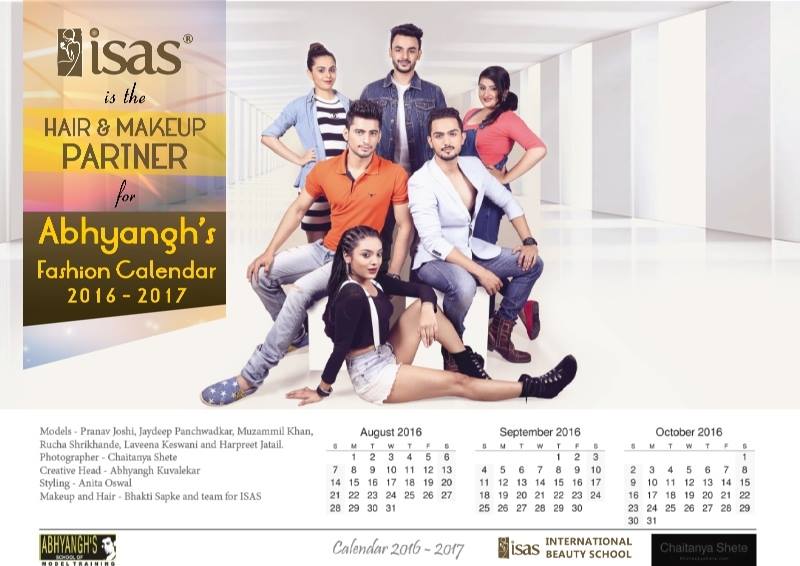 isas®
is the
HAIR & MAKEUP
PARTNER
for
Abhyangh's
Fashion Calendar
2016 - 2017
Models - Pranav Joshi, Jaydeep Panchwadkar, Muzammil Khan,
Rucha Shrikhande, Laveena Keswani and Harpreet Jatail.
Photographer - Chaitanya Shete
Creative Head - Abhyangh Kuvalekar
Styling - Anita Oswal
Makeup and Hair - Bhakti Sapke and team for ISAS
August 2016
S M T W T F S
1 2 3 4 5 6
7 8 9 10 11 12 13
14 15 16 17 18 19 20
21 22 23 24 25 26 27
28 29 30 31
September 2016
S M T W T F S
1 2 3
4 5 6 7 8 9 10
11 12 13 14 15 16 17
18 19 20 21 22 23 24
25 26 27 28 29 30
October 2016
S M T W T F S
1
2 3 4 5 6 7 8
9 10 11 12 13 14 15
16 17 18 19 20 21 22
23 24 25 26 27 28 29
30 31
ABHYANGH'S
SCHOOL OF
MODEL TRAINING
Calendar 2016 - 2017
isas INTERNATIONAL
BEAUTY SCHOOL
Chaitanya Shete